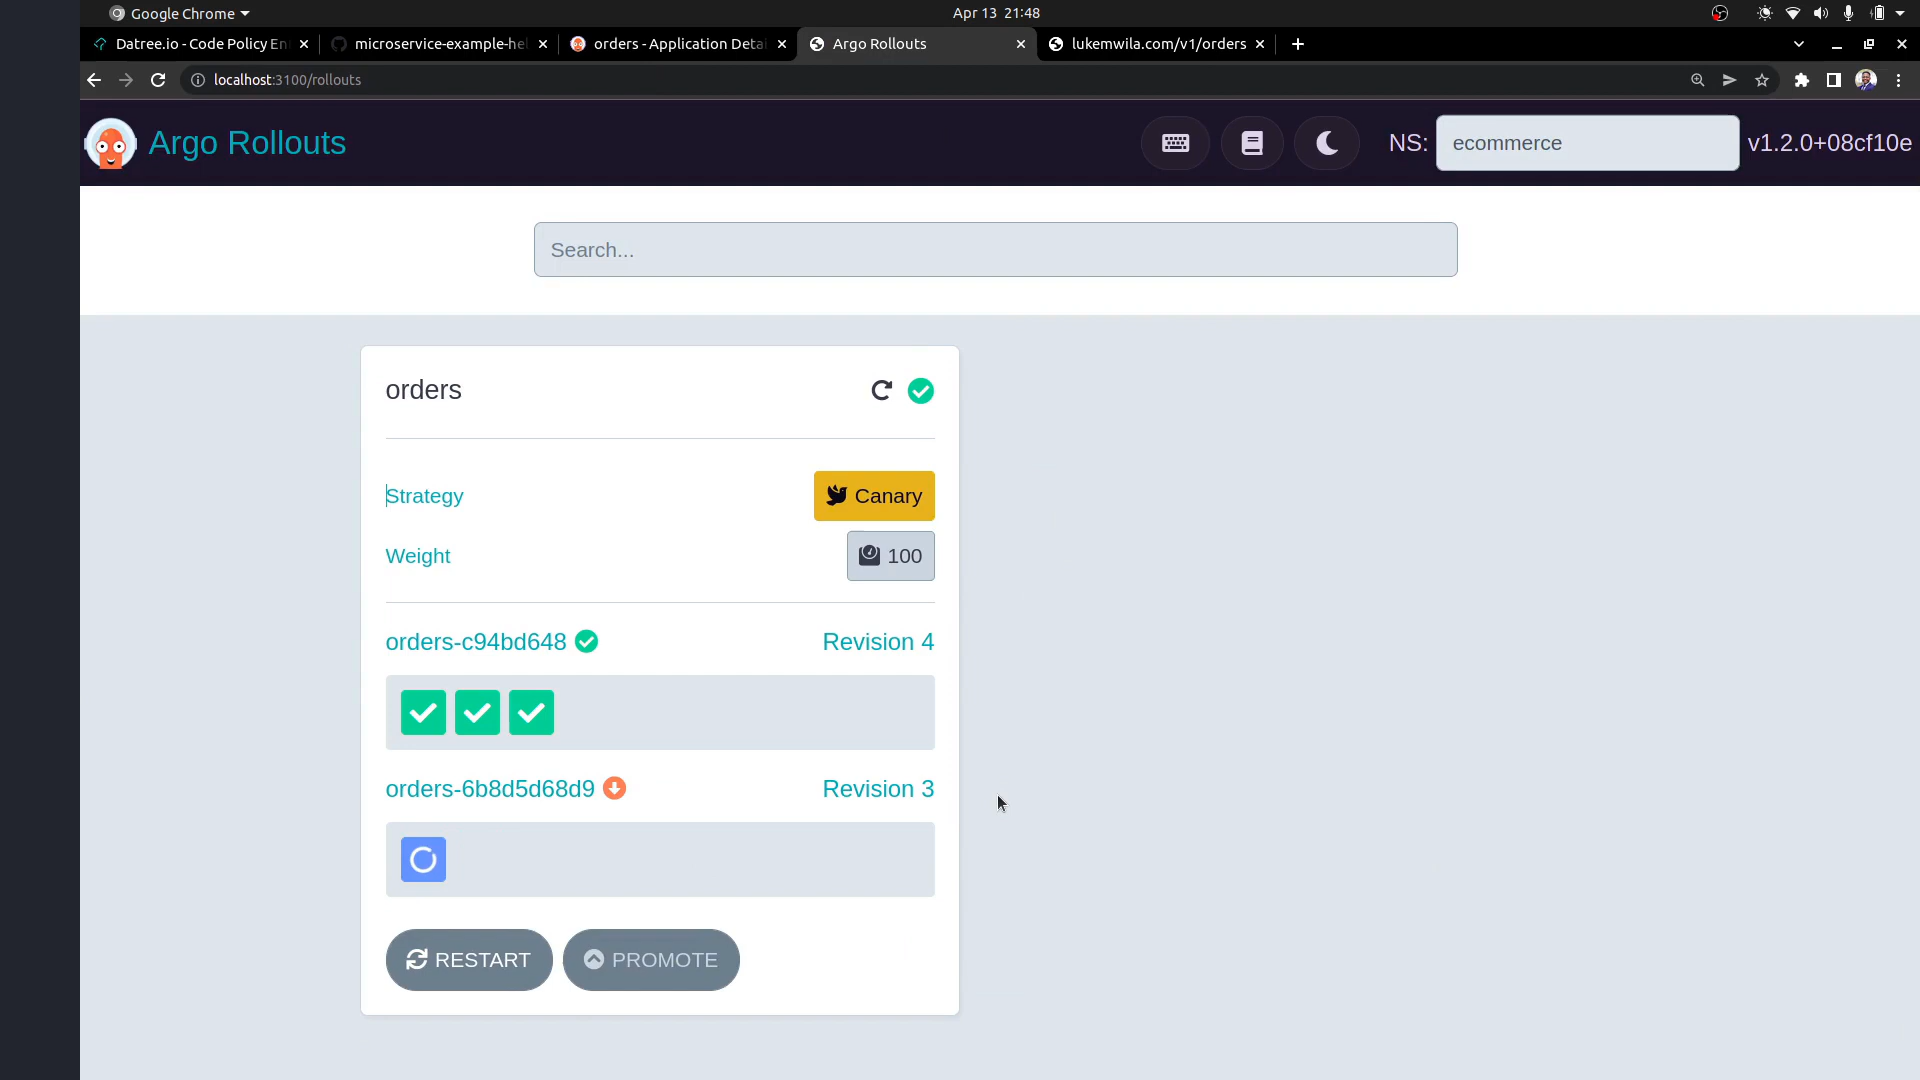 Google Chrome
Apr 13 21:48
Datree.io - Code Policy En
microservice-example-hel
orders - Application Detai
Argo Rollouts
lukemwila.com/v1/orders
localhost:3100/rollouts
Argo Rollouts
NS:
ecommerce
v1.2.0+08cf10e
Search...
orders
Strategy
Canary
Weight
100
orders-c94bd648
Revision 4
orders-6b8d5d68d9
Revision 3
RESTART
PROMOTE